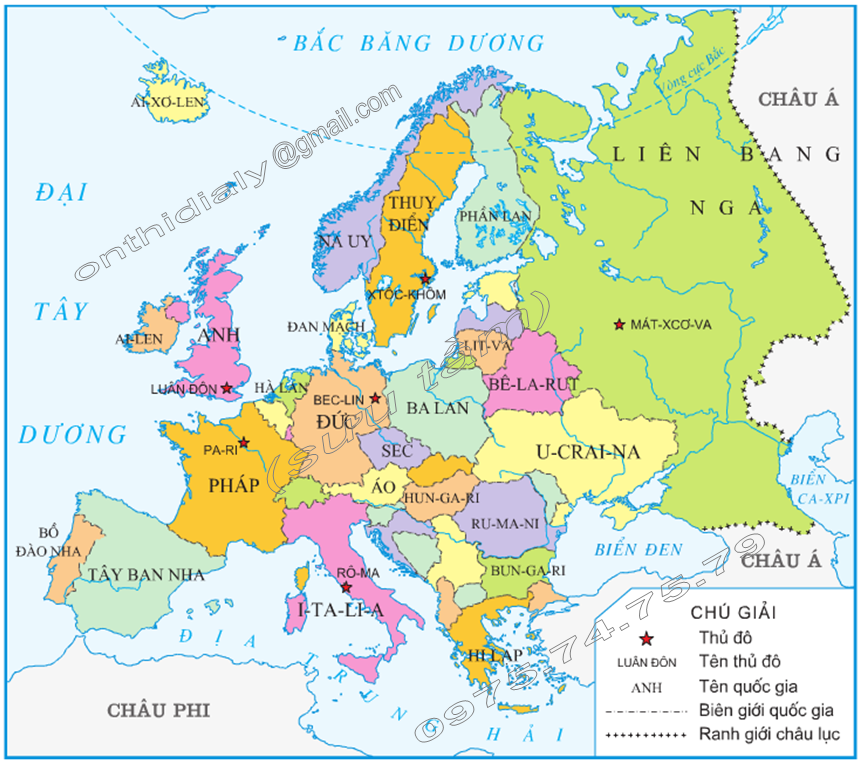 BẮC BĂNG DƯƠNG
Vòng cực Bắc
AI-XƠ-LEN
CHÂU Á
onthidialy@gmail.com
LIÊN BANG
NGA
ĐẠI
TÂY
DƯƠNG
THUỴ
ĐIỂN
PHẦN LAN
NA UY
XTỐC-KHÔM
MÁT-XCƠ-VA
ĐAN MẠCH
AI-LEN
ANH
LIT-VA
LUÂN-ĐÔN
HÀ LAN
BÊ-LA-RUT
BEC-LIN
ĐỨC
BA LAN
(sưu tầm)
PA-RI
SEC
U-CRAI-NA
PHÁP
ÁO
HUN-GA-RI
BIỂN
CA-XPI
RU-MA-NI
BỒ
ĐÀO NHA
BIỂN ĐEN
TÂY BAN NHA
RÔ-MA
BUN-GA-RI
CHÂU Á
I-TA-LI-A
HI LẠP
ĐỊA TRUNG HẢI
CHÂU PHI
0975.74.75.79
CHÚ GIẢI
Thủ đô
LUÂN ĐÔN Tên thủ đô
ANH Tên quốc gia
Biên giới quốc gia
Ranh giới châu lục